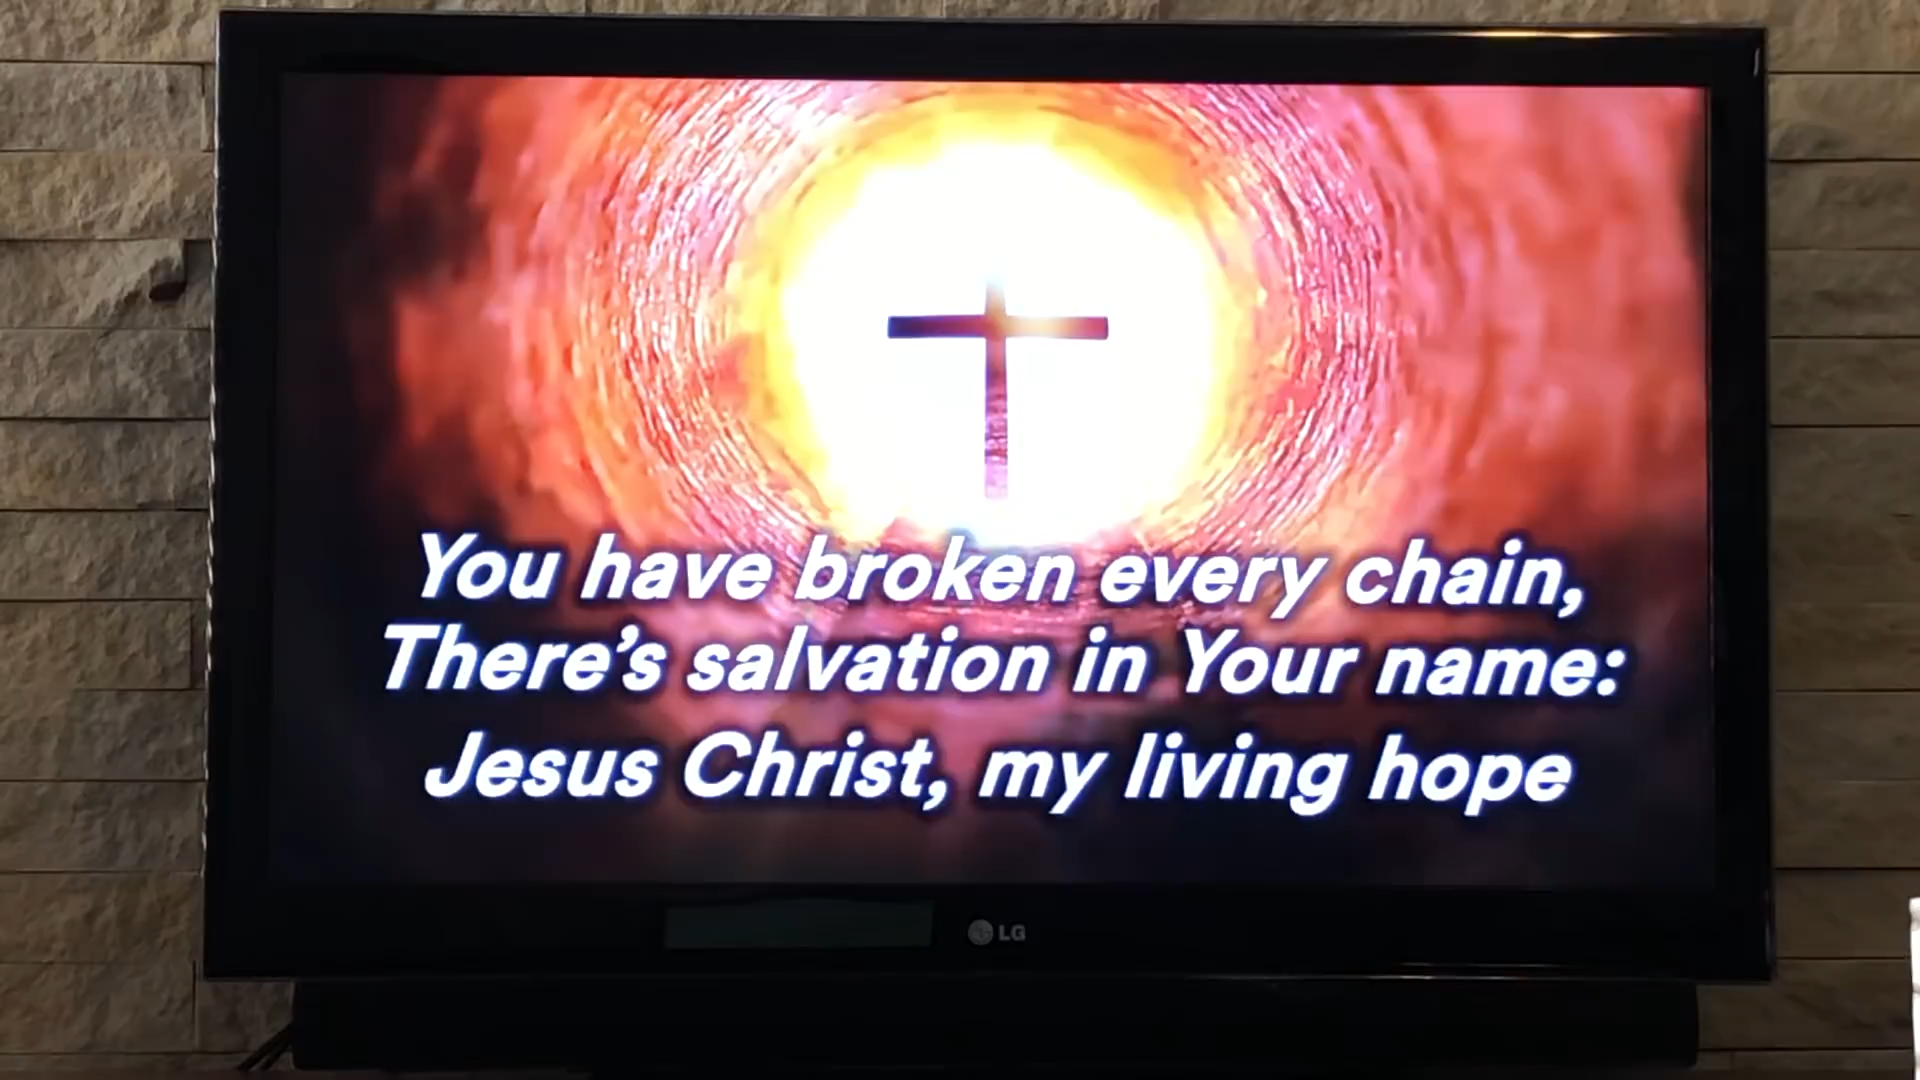 You have broken every chain,
There's salvation in Your name:
Jesus Christ, my living hope
LG